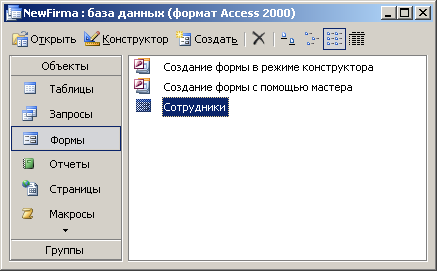 NewFirma : база данных (формат Access 2000)
Открыть Конструктор Создать
Объекты
Таблицы
Запросы
Формы
Отчеты
Страницы
Макросы
Группы
Создание формы в режиме конструктора
Создание формы с помощью мастера
Сотрудники